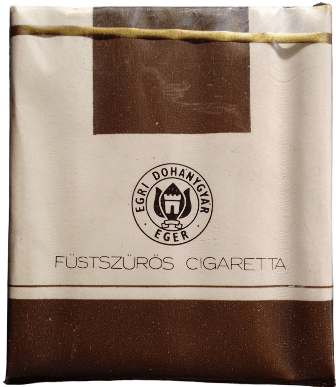 EGRI DOHÁNYGYÁR
· EGER ·
FÜSTSZŰRŐS CIGARETTA